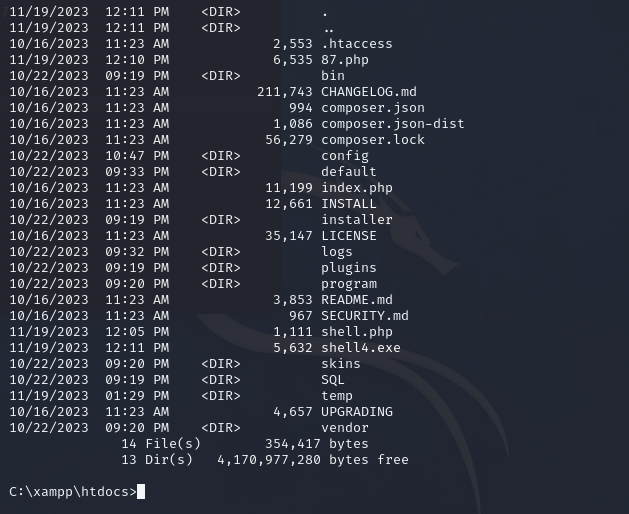 11/19/2023  12:11 PM    <DIR>          .
11/19/2023  12:11 PM    <DIR>          ..
10/16/2023  11:23 AM             2,553 .htaccess
11/19/2023  12:10 PM             6,535 87.php
10/22/2023  09:19 PM    <DIR>          bin
10/16/2023  11:23 AM           211,743 CHANGELOG.md
10/16/2023  11:23 AM               994 composer.json
10/16/2023  11:23 AM             1,086 composer.json-dist
10/16/2023  11:23 AM            56,279 composer.lock
10/22/2023  10:47 PM    <DIR>          config
10/22/2023  09:33 PM    <DIR>          default
10/16/2023  11:23 AM            11,199 index.php
10/16/2023  11:23 AM            12,661 INSTALL
10/22/2023  09:19 PM    <DIR>          installer
10/16/2023  11:23 AM            35,147 LICENSE
10/22/2023  09:32 PM    <DIR>          logs
10/22/2023  09:19 PM    <DIR>          plugins
10/22/2023  09:20 PM    <DIR>          program
10/16/2023  11:23 AM             3,853 README.md
10/16/2023  11:23 AM               967 SECURITY.md
11/19/2023  12:05 PM             1,111 shell.php
11/19/2023  12:11 PM             5,632 shell4.exe
10/22/2023  09:20 PM    <DIR>          skins
10/22/2023  09:19 PM    <DIR>          SQL
11/19/2023  01:29 PM    <DIR>          temp
10/16/2023  11:23 AM             4,657 UPGRADING
10/22/2023  09:20 PM    <DIR>          vendor
              14 File(s)        354,417 bytes
              13 Dir(s)   4,170,977,280 bytes free
C:\xampp\htdocs>